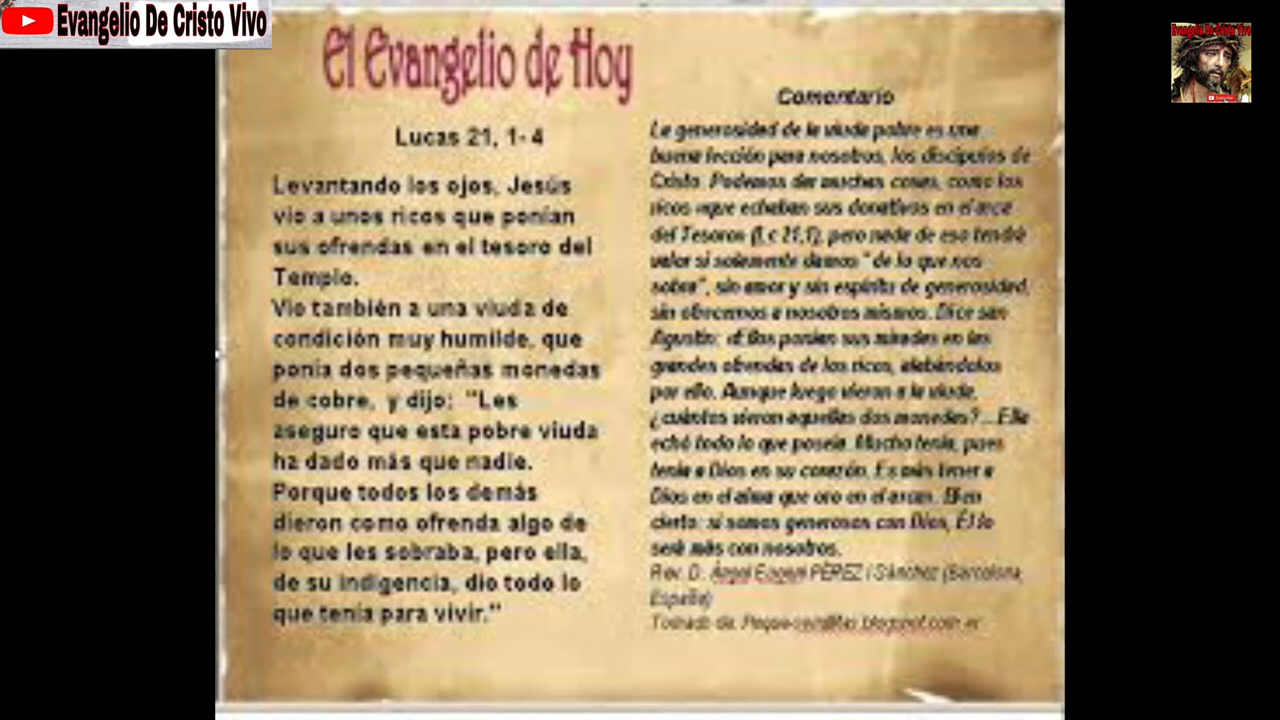 Evangelio De Cristo Vivo
El Evangelio de Hoy
Lucas 21, 1-4
Levantando los ojos, Jesús
vio a unos ricos que ponían
sus ofrendas en el tesoro del
Templo.
Vio también a una viuda de
condición muy humilde, que
ponía dos pequeñas monedas
de cobre, y dijo: "Les
aseguro que esta pobre viuda
ha dado más que nadie.
Porque todos los demás
dieron como ofrenda algo de
lo que les sobraba, pero ella,
de su indigencia, dio todo lo
que tenía para vivir."
Comentario
La generosidad de la viuda pobre es una
buena lección para nosotros, los discípulos de
Cristo. Podemos dar muchas cosas, como los
ricos «que echaban sus donativos en el arca
del Tesoro» (Lc 21,1), pero nada de eso tendrá
valor si solamente damos "de lo que nos
sobra", sin amor y sin espíritu de generosidad,
sin ofrecernos a nosotros mismos. Dice san
Agustín: «Ellos ponían sus miradas en las
grandes ofrendas de los ricos, alabándolos
por ello. Aunque luego vieron a la viuda,
¿cuántos vieron aquellas dos monedas?... Ella
echó todo lo que poseía. Mucho tenía, pues
tenía a Dios en su corazón. Es más tener a
Dios en el alma que oro en el arca». Bien
cierto: si somos generosos con Dios, Él lo
será más con nosotros.
Rev. D. Àngel Eugeni PÉREZ i Sánchez (Barcelona,
España)
Tomado de:
Evangelio De Cristo Vivo